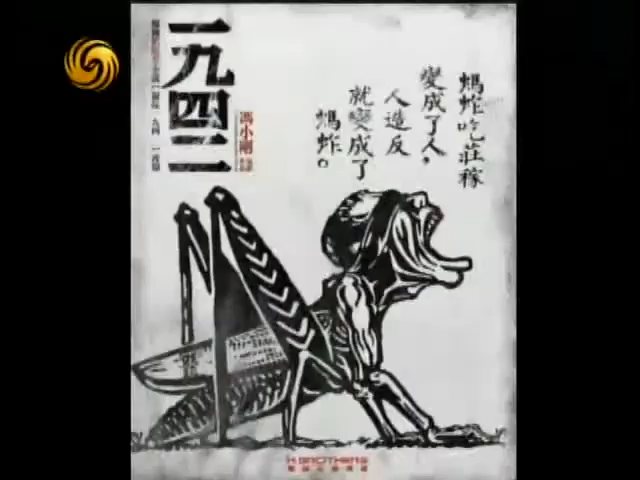 螞蚱吃莊稼
變成了人，
人造反
就變成了
螞蚱。
馮小剛
一九四二
H.BROTHERS